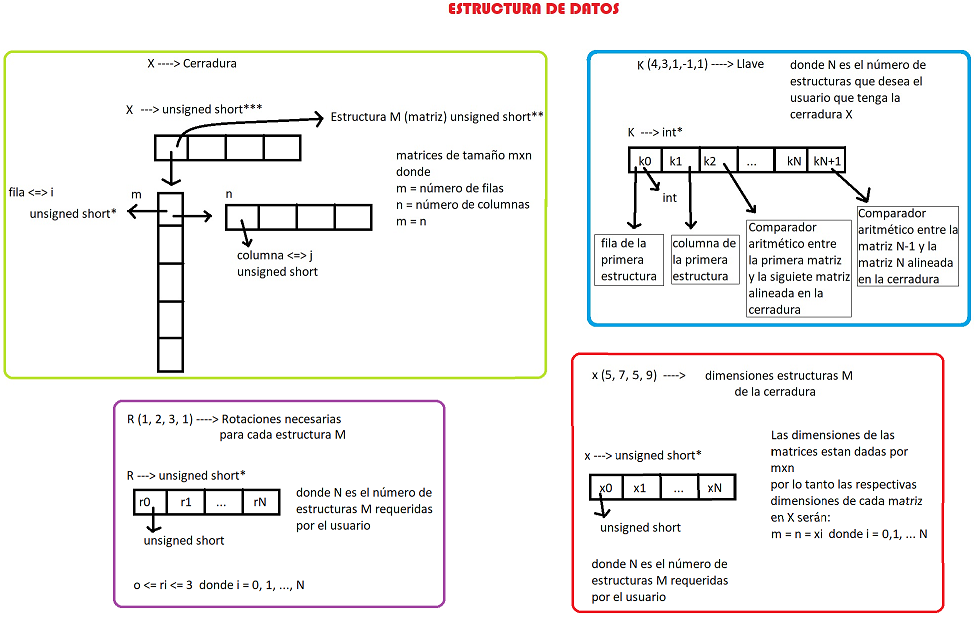 ESTRUCTURA DE DATOS
X ----> Cerradura
X ---> unsigned short***
Estructura M (matriz) unsigned short**
matrices de tamaño mxn
donde
m = número de filas
n = número de columnas
m = n
fila <=> i
m
n
unsigned short*
columna <=> j
unsigned short
K (4,3,1,-1,1) ----> Llave
donde N es el número de
estructuras que desea el
usuario que tenga la
cerradura X
K ---> int*
k0 k1 k2 ... kN kN+1
int
fila de la
primera
estructura
columna de
la primera
estructura
Comparador
aritmético entre
la primera matriz
y la siguiete matriz
alineada en la
cerradura
Comparador
aritmético entre la
matriz N-1 y la
matriz N alineada
en la cerradura
R (1, 2, 3, 1) ----> Rotaciones necesarias
para cada estructura M
R ---> unsigned short*
r0 r1 ... rN
unsigned short
donde N es el número de
estructuras M requeridas
por el usuario
o <= ri <= 3 donde i = 0, 1, ..., N
x (5, 7, 5, 9) ----> dimensiones estructuras M
de la cerradura
x ---> unsigned short*
x0 x1 ... xN
unsigned short
donde N es el número de
estructuras M requeridas
por el usuario
Las dimensiones de las
matrices estan dadas por
mxn
por lo tanto las respectivas
dimensiones de cada matriz
en X serán:
m = n = xi donde i = 0,1, ... N